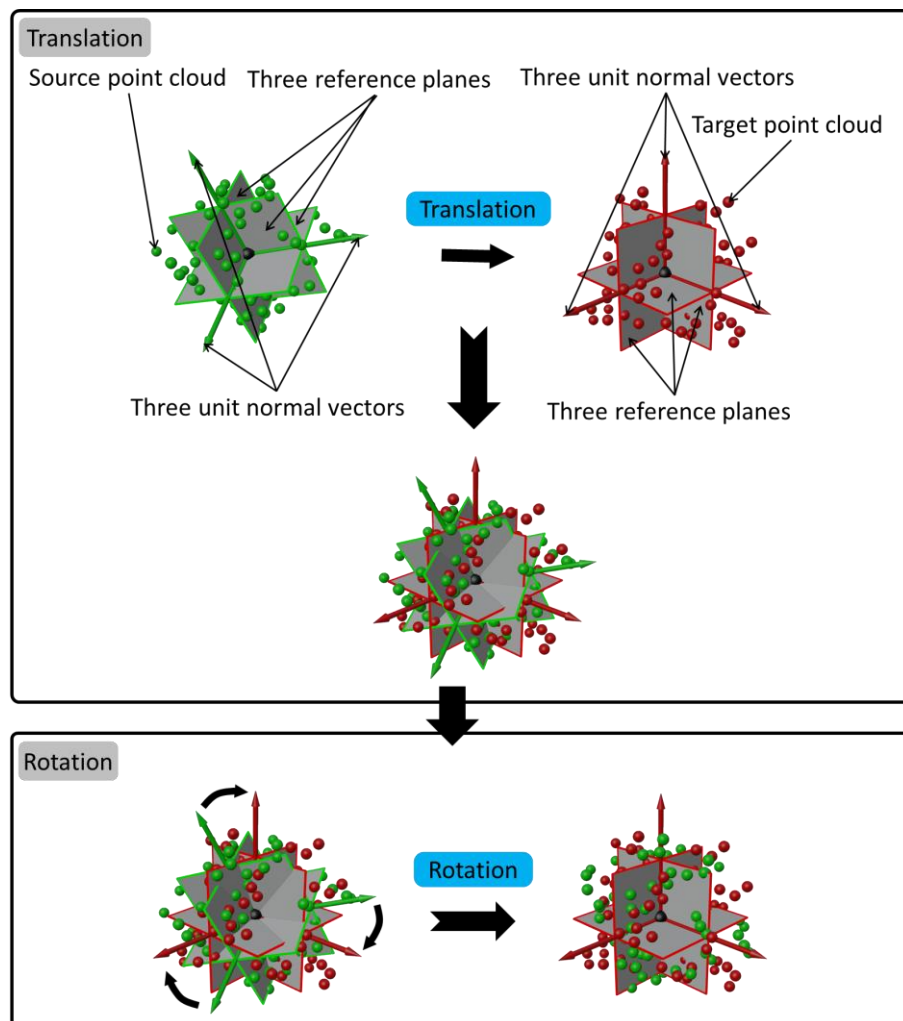 Translation
Source point cloud
Three reference planes
Three unit normal vectors
Target point cloud
Translation
Three unit normal vectors
Three reference planes
Rotation
Rotation